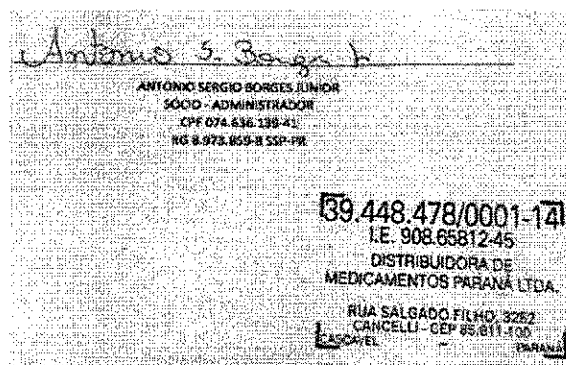 Antonio S. Borges Jr
ANTONIO SERGIO BORGES JUNIOR
SÓCIO - ADMINISTRADOR
CPF 074.636.139-41
RG 8.973.859-8 SSP-PR
39.448.478/0001-14
I.E. 908.65812-45
DISTRIBUIDORA DE
MEDICAMENTOS PARANÁ LTDA.
RUA SALGADO FILHO, 3262
CANCELLI - CEP 85.811-100
CASCAVEL - PARANÁ